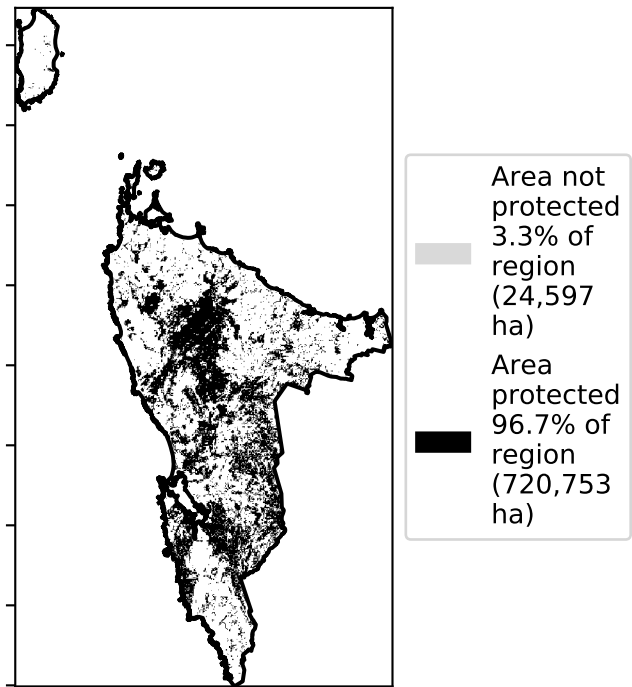 Area not
protected
3.3% of
region
(24,597
ha)
Area
protected
96.7% of
region
(720,753
ha)